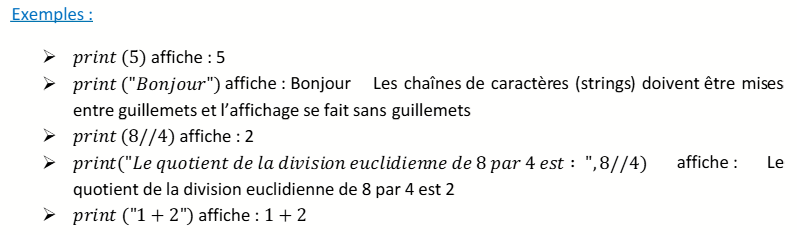 Exemples :
➢ print (5) affiche : 5
➢ print ("Bonjour") affiche : Bonjour Les chaînes de caractères (strings) doivent être mises
entre guillemets et l’affichage se fait sans guillemets
➢ print (8//4) affiche : 2
➢ print("Le quotient de la division euclidienne de 8 par 4 est : ", 8//4) affiche : Le
quotient de la division euclidienne de 8 par 4 est 2
➢ print ("1 + 2") affiche : 1 + 2